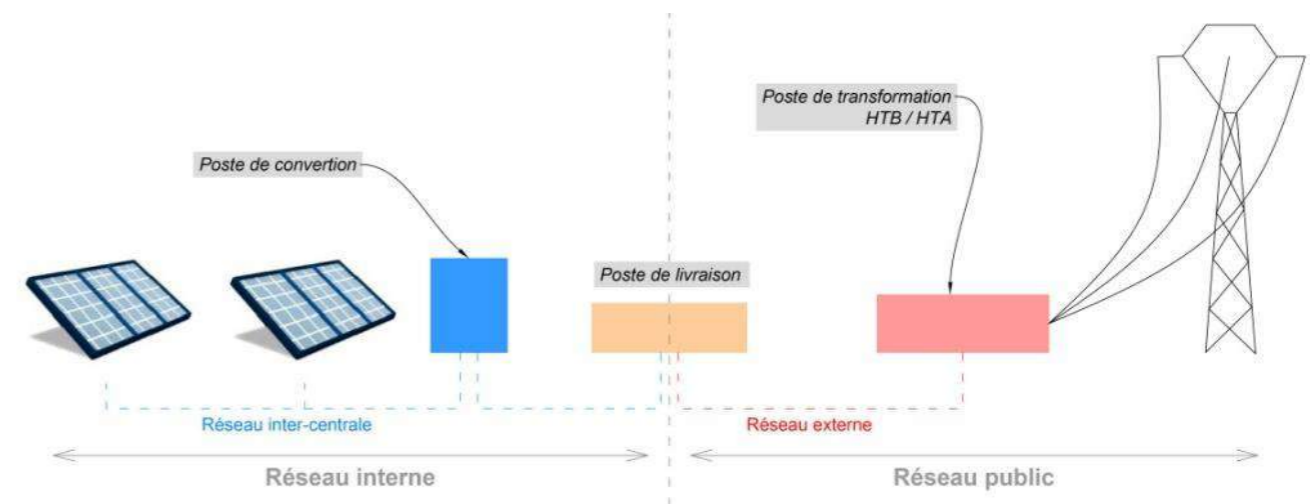 Poste de transformation
HTB / HTA
Poste de convertion
Poste de livraison
Réseau inter-centrale
Réseau externe
Réseau interne
Réseau public